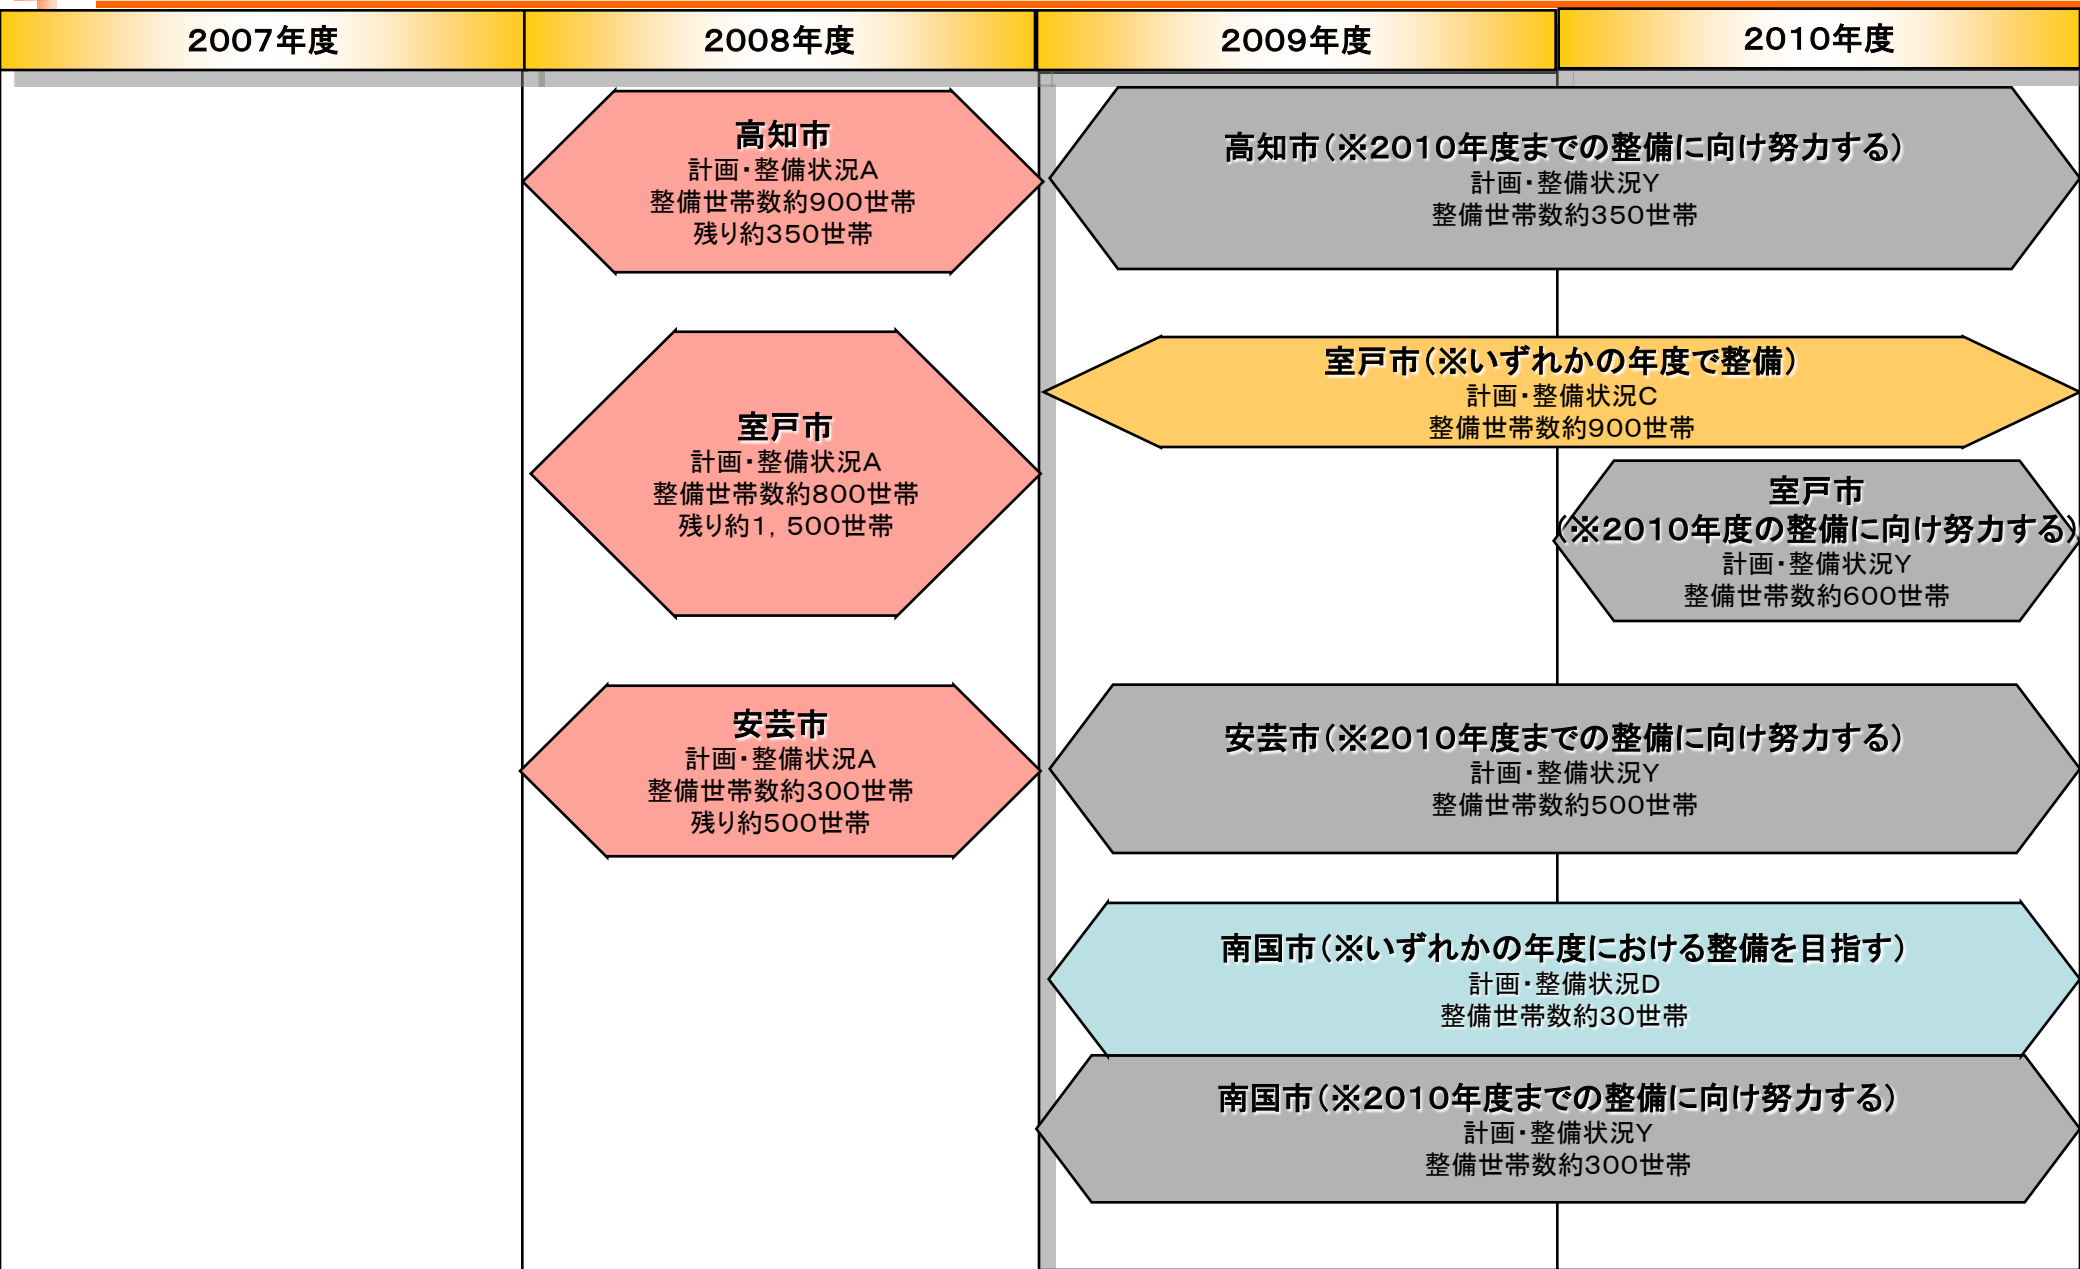 2007年度
2008年度
2009年度
2010年度
高知市
計画・整備状況A
整備世帯数約900世帯
残り約350世帯
高知市（※2010年度までの整備に向け努力する）
計画・整備状況Y
整備世帯数約350世帯
室戸市
計画・整備状況A
整備世帯数約800世帯
残り約1，500世帯
室戸市（※いずれかの年度で整備）
計画・整備状況C
整備世帯数約900世帯
室戸市
（※2010年度の整備に向け努力する）
計画・整備状況Y
整備世帯数約600世帯
安芸市
計画・整備状況A
整備世帯数約300世帯
残り約500世帯
安芸市（※2010年度までの整備に向け努力する）
計画・整備状況Y
整備世帯数約500世帯
南国市（※いずれかの年度における整備を目指す）
計画・整備状況D
整備世帯数約30世帯
南国市（※2010年度までの整備に向け努力する）
計画・整備状況Y
整備世帯数約300世帯